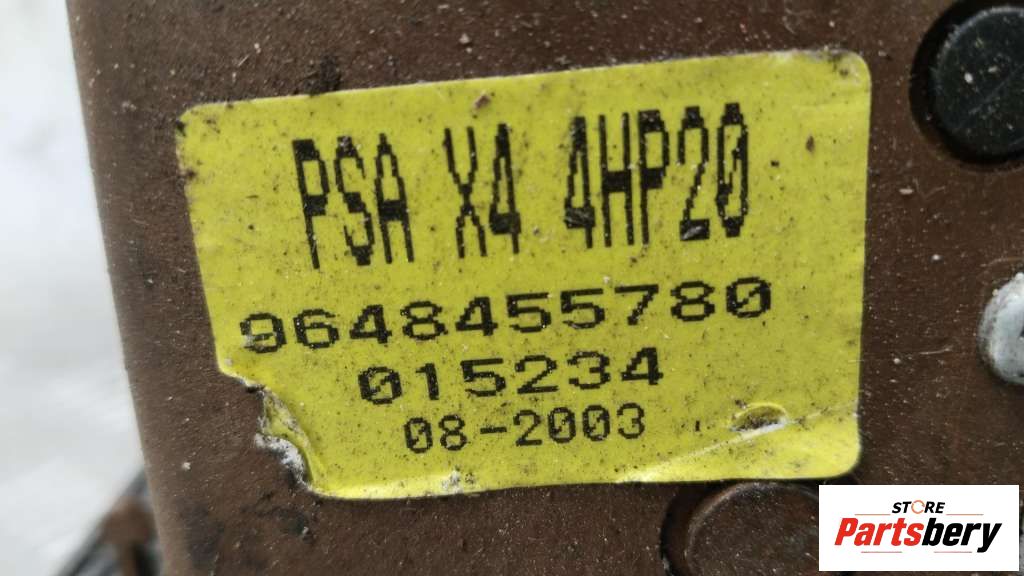 PSA X4 4HP20
9648455780
015234
08-2003
STORE
Partsbery